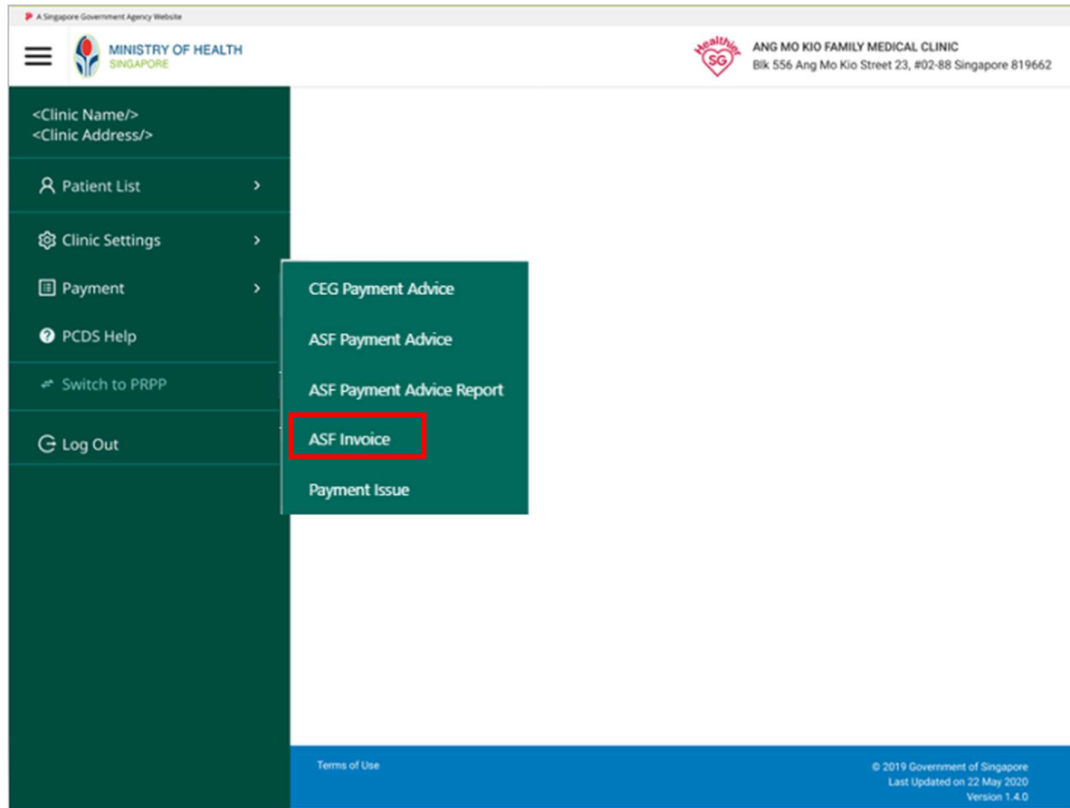 A Singapore Government Agency Website
MINISTRY OF HEALTH
SINGAPORE
Healthier
SG
ANG MO KIO FAMILY MEDICAL CLINIC
Blk 556 Ang Mo Kio Street 23, #02-88 Singapore 819662
<Clinic Name/>
<Clinic Address/>
Patient List
Clinic Settings
Payment
PCDS Help
Switch to PRPP
Log Out
CEG Payment Advice
ASF Payment Advice
ASF Payment Advice Report
ASF Invoice
Payment Issue
Terms of Use
© 2019 Government of Singapore
Last Updated on 22 May 2020
Version 1.4.0